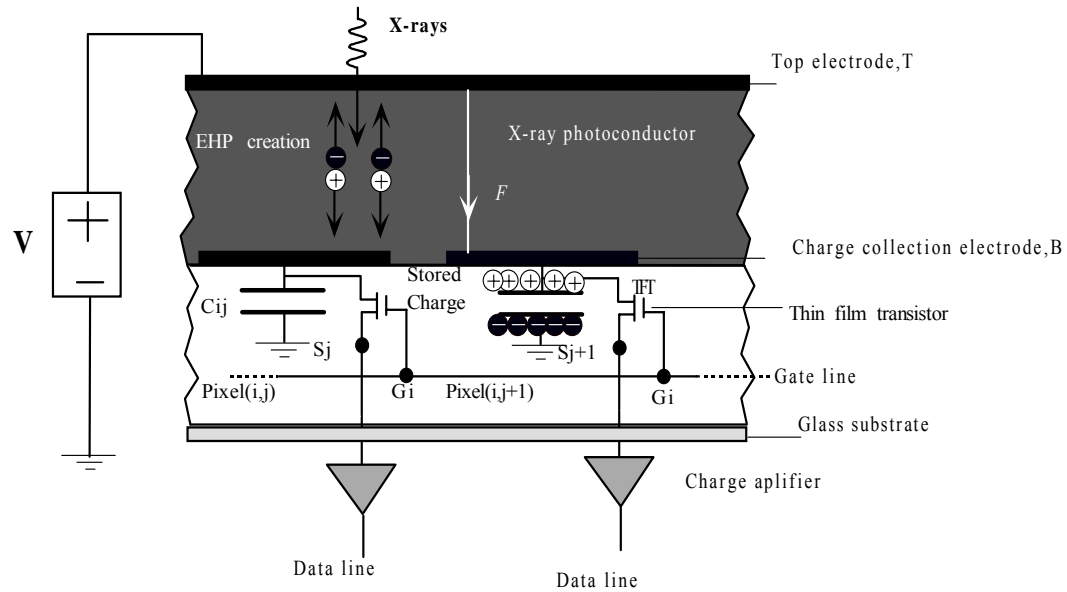 X-rays
Top electrode,T
EHP creation
X-ray photoconductor
F
V
Charge collection electrode,B
Stored
Charge
TFT
Cij
Thin film transistor
Sj
Sj+1
Gate line
Pixel(i,j)
Gi
Pixel(i,j+1)
Gi
Glass substrate
Charge aplifier
Data line
Data line